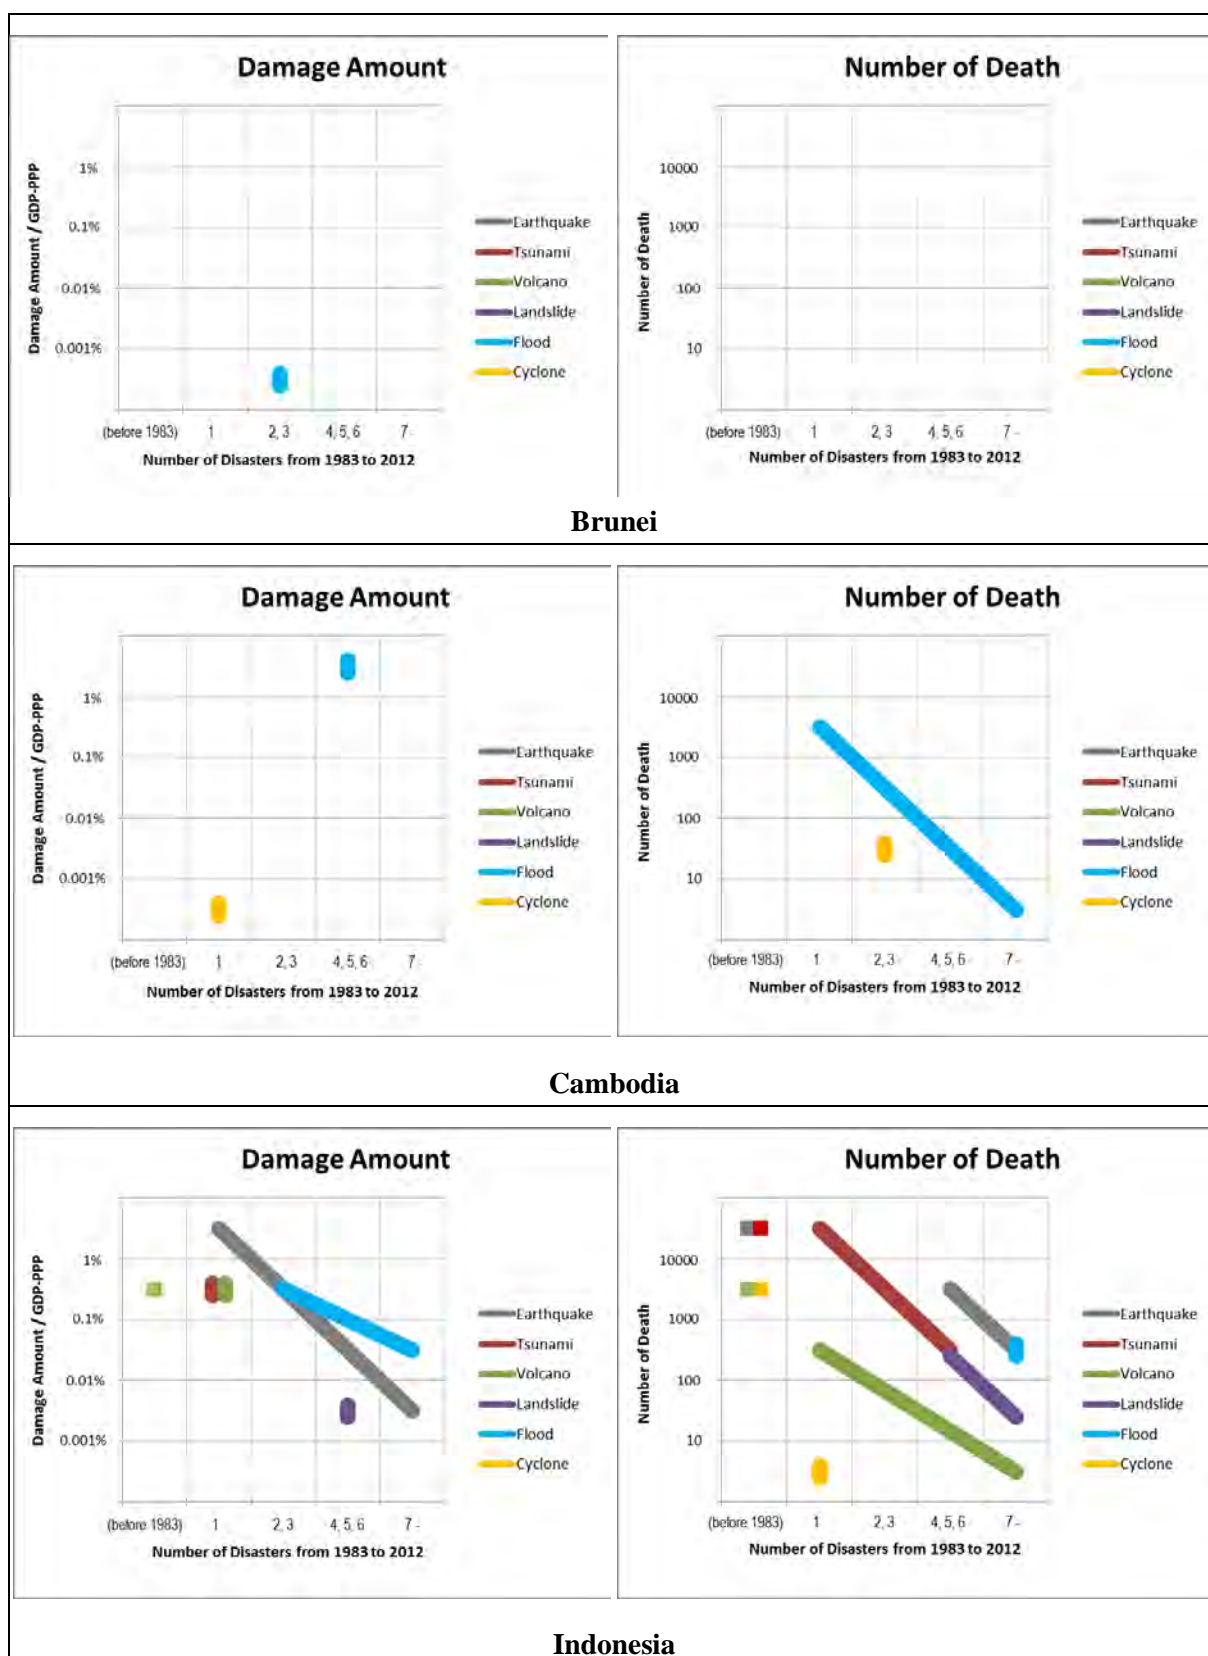 Damage Amount
Damage Amount / GDP-PPP
1%
0.1%
0.01%
0.001%
(before 1983) 1 2, 3 4, 5, 6 7 -
Number of Disasters from 1983 to 2012
Earthquake
Tsunami
Volcano
Landslide
Flood
Cyclone
Number of Death
Number of Death
10000
1000
100
10
(before 1983) 1 2, 3 4, 5, 6 7 -
Number of Disasters from 1983 to 2012
Earthquake
Tsunami
Volcano
Landslide
Flood
Cyclone
Brunei
Damage Amount
Damage Amount / GDP-PPP
1%
0.1%
0.01%
0.001%
(before 1983) 1 2, 3 4, 5, 6 7 -
Number of Disasters from 1983 to 2012
Earthquake
Tsunami
Volcano
Landslide
Flood
Cyclone
Number of Death
Number of Death
10000
1000
100
10
(before 1983) 1 2, 3 4, 5, 6 7 -
Number of Disasters from 1983 to 2012
Earthquake
Tsunami
Volcano
Landslide
Flood
Cyclone
Cambodia
Damage Amount
Damage Amount / GDP-PPP
1%
0.1%
0.01%
0.001%
(before 1983) 1 2, 3 4, 5, 6 7 -
Number of Disasters from 1983 to 2012
Earthquake
Tsunami
Volcano
Landslide
Flood
Cyclone
Number of Death
Number of Death
10000
1000
100
10
(before 1983) 1 2, 3 4, 5, 6 7 -
Number of Disasters from 1983 to 2012
Earthquake
Tsunami
Volcano
Landslide
Flood
Cyclone
Indonesia